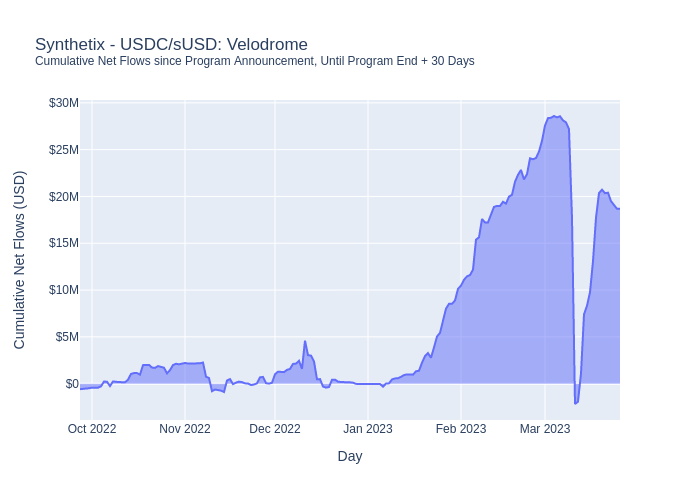 Synthetix - USDC/sUSD: Velodrome
Cumulative Net Flows since Program Announcement, Until Program End + 30 Days
Cumulative Net Flows (USD)
$30M
$25M
$20M
$15M
$10M
$5M
$0
Oct 2022 Nov 2022 Dec 2022 Jan 2023 Feb 2023 Mar 2023
Day